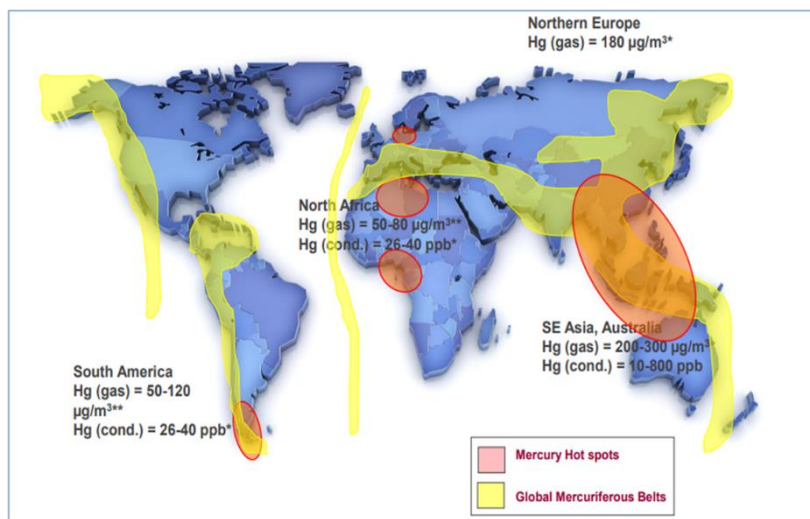 Northern Europe
Hg (gas) = 180 µg/m³*
North Africa
Hg (gas) = 50-80 µg/m³**
Hg (cond.) = 26-40 ppb*
SE Asia, Australia
Hg (gas) = 200-300 µg/m³*
Hg (cond.) = 10-800 ppb
South America
Hg (gas) = 50-120
µg/m³**
Hg (cond.) = 26-40 ppb*
Mercury Hot spots
Global Mercuriferous Belts